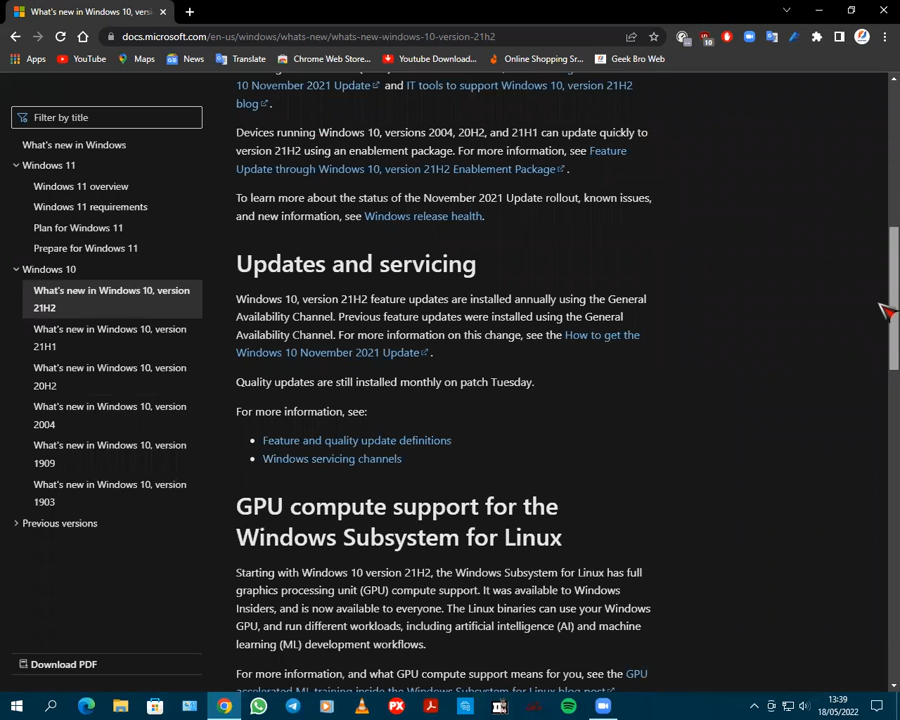 What's new in Windows 10, versi
docs.microsoft.com/en-us/windows/whats-new/whats-new-windows-10-version-21h2
10
Apps
YouTube
Maps
News
Translate
Chrome Web Store...
Youtube Download...
Online Shopping Sr...
Geek Bro Web
Filter by title
What's new in Windows
Windows 11
Windows 11 overview
Windows 11 requirements
Plan for Windows 11
Prepare for Windows 11
Windows 10
What's new in Windows 10, version
21H2
What's new in Windows 10, version
21H1
What's new in Windows 10, version
20H2
What's new in Windows 10, version
2004
What's new in Windows 10, version
1909
What's new in Windows 10, version
1903
Previous versions
Download PDF
10 November 2021 Update and IT tools to support Windows 10, version 21H2
blog.
Devices running Windows 10, versions 2004, 20H2, and 21H1 can update quickly to
version 21H2 using an enablement package. For more information, see Feature
Update through Windows 10, version 21H2 Enablement Package.
To learn more about the status of the November 2021 Update rollout, known issues,
and new information, see Windows release health.
Updates and servicing
Windows 10, version 21H2 feature updates are installed annually using the General
Availability Channel. Previous feature updates were installed using the General
Availability Channel. For more information on this change, see the How to get the
Windows 10 November 2021 Update.
Quality updates are still installed monthly on patch Tuesday.
For more information, see:
Feature and quality update definitions
Windows servicing channels
GPU compute support for the
Windows Subsystem for Linux
Starting with Windows 10 version 21H2, the Windows Subsystem for Linux has full
graphics processing unit (GPU) compute support. It was available to Windows
Insiders, and is now available to everyone. The Linux binaries can use your Windows
GPU, and run different workloads, including artificial intelligence (AI) and machine
learning (ML) development workflows.
For more information, and what GPU compute support means for you, see the GPU
accelerated ML training inside the Windows Subsystem for Linux blog post
PX
13:39
18/05/2022